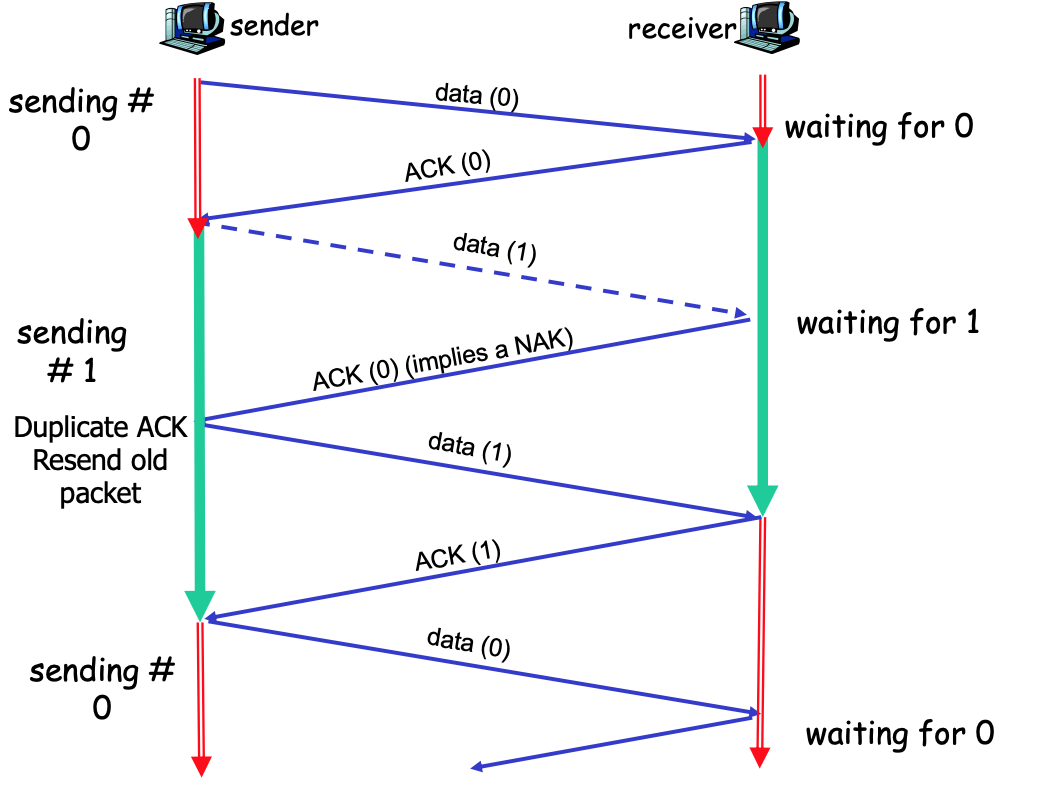 sender
receiver
sending #
0
data (0)
waiting for 0
ACK (0)
data (1)
sending
# 1
waiting for 1
ACK (0) (implies a NAK)
Duplicate ACK
Resend old
packet
data (1)
ACK (1)
data (0)
sending #
0
waiting for 0